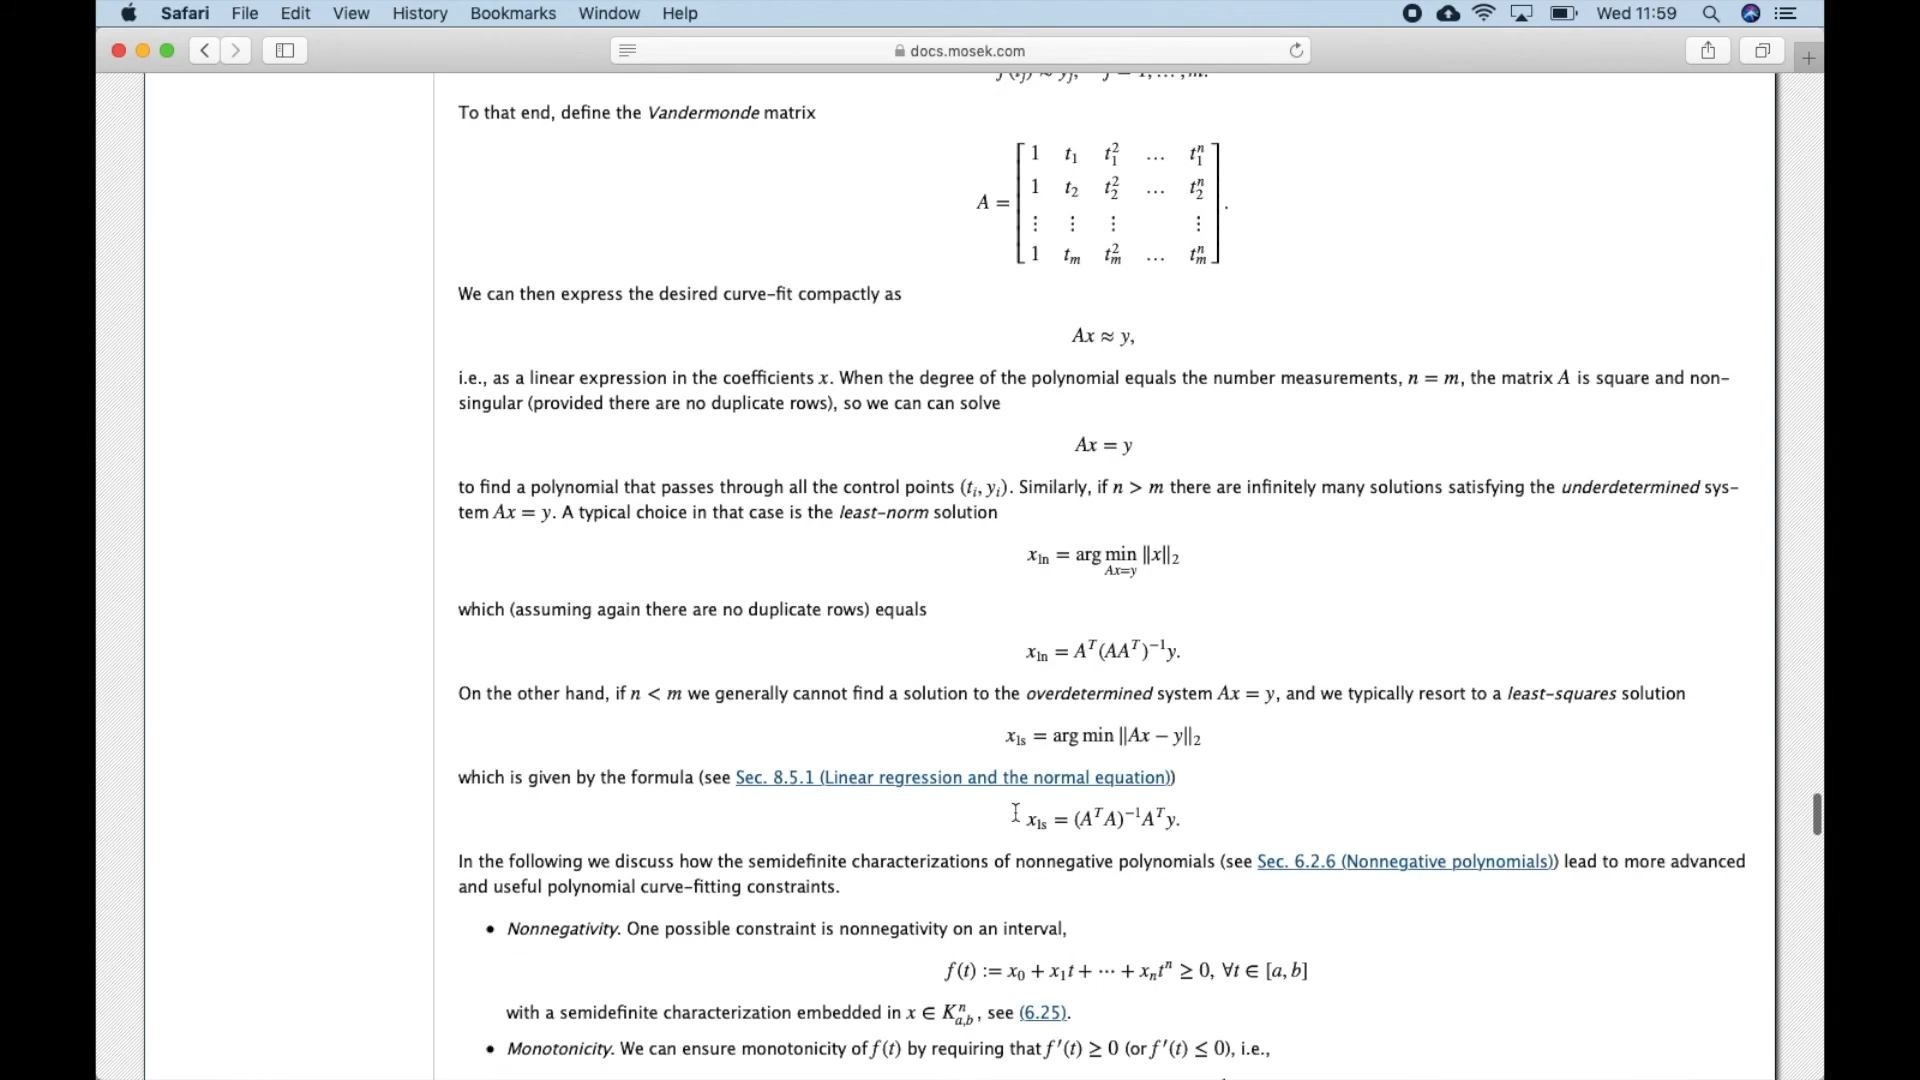 Safari File Edit View History Bookmarks Window Help Wed 11:59
docs.mosek.com
To that end, define the Vandermonde matrix
A = [ 1 t₁ t₁² … t₁ⁿ
1 t₂ t₂² … t₂ⁿ
⋮ ⋮ ⋮ ⋮
1 tₘ tₘ² … tₘⁿ ] .
We can then express the desired curve-fit compactly as
Ax ≈ y,
i.e., as a linear expression in the coefficients x. When the degree of the polynomial equals the number measurements, n = m, the matrix A is square and non-
singular (provided there are no duplicate rows), so we can can solve
Ax = y
to find a polynomial that passes through all the control points (tᵢ, yᵢ). Similarly, if n > m there are infinitely many solutions satisfying the underdetermined sys-
tem Ax = y. A typical choice in that case is the least-norm solution
x_ln = arg min ‖x‖₂
Ax=y
which (assuming again there are no duplicate rows) equals
x_ln = Aᵀ(AAᵀ)⁻¹y.
On the other hand, if n < m we generally cannot find a solution to the overdetermined system Ax = y, and we typically resort to a least-squares solution
x_ls = arg min ‖Ax − y‖₂
which is given by the formula (see Sec. 8.5.1 (Linear regression and the normal equation))
x_ls = (AᵀA)⁻¹Aᵀy.
In the following we discuss how the semidefinite characterizations of nonnegative polynomials (see Sec. 6.2.6 (Nonnegative polynomials)) lead to more advanced
and useful polynomial curve-fitting constraints.
• Nonnegativity. One possible constraint is nonnegativity on an interval,
f(t) := x₀ + x₁t + ⋯ + xₙtⁿ ≥ 0, ∀t ∈ [a, b]
with a semidefinite characterization embedded in x ∈ Kⁿ_{a,b}, see (6.25).
• Monotonicity. We can ensure monotonicity of f(t) by requiring that f′(t) ≥ 0 (or f′(t) ≤ 0), i.e.,